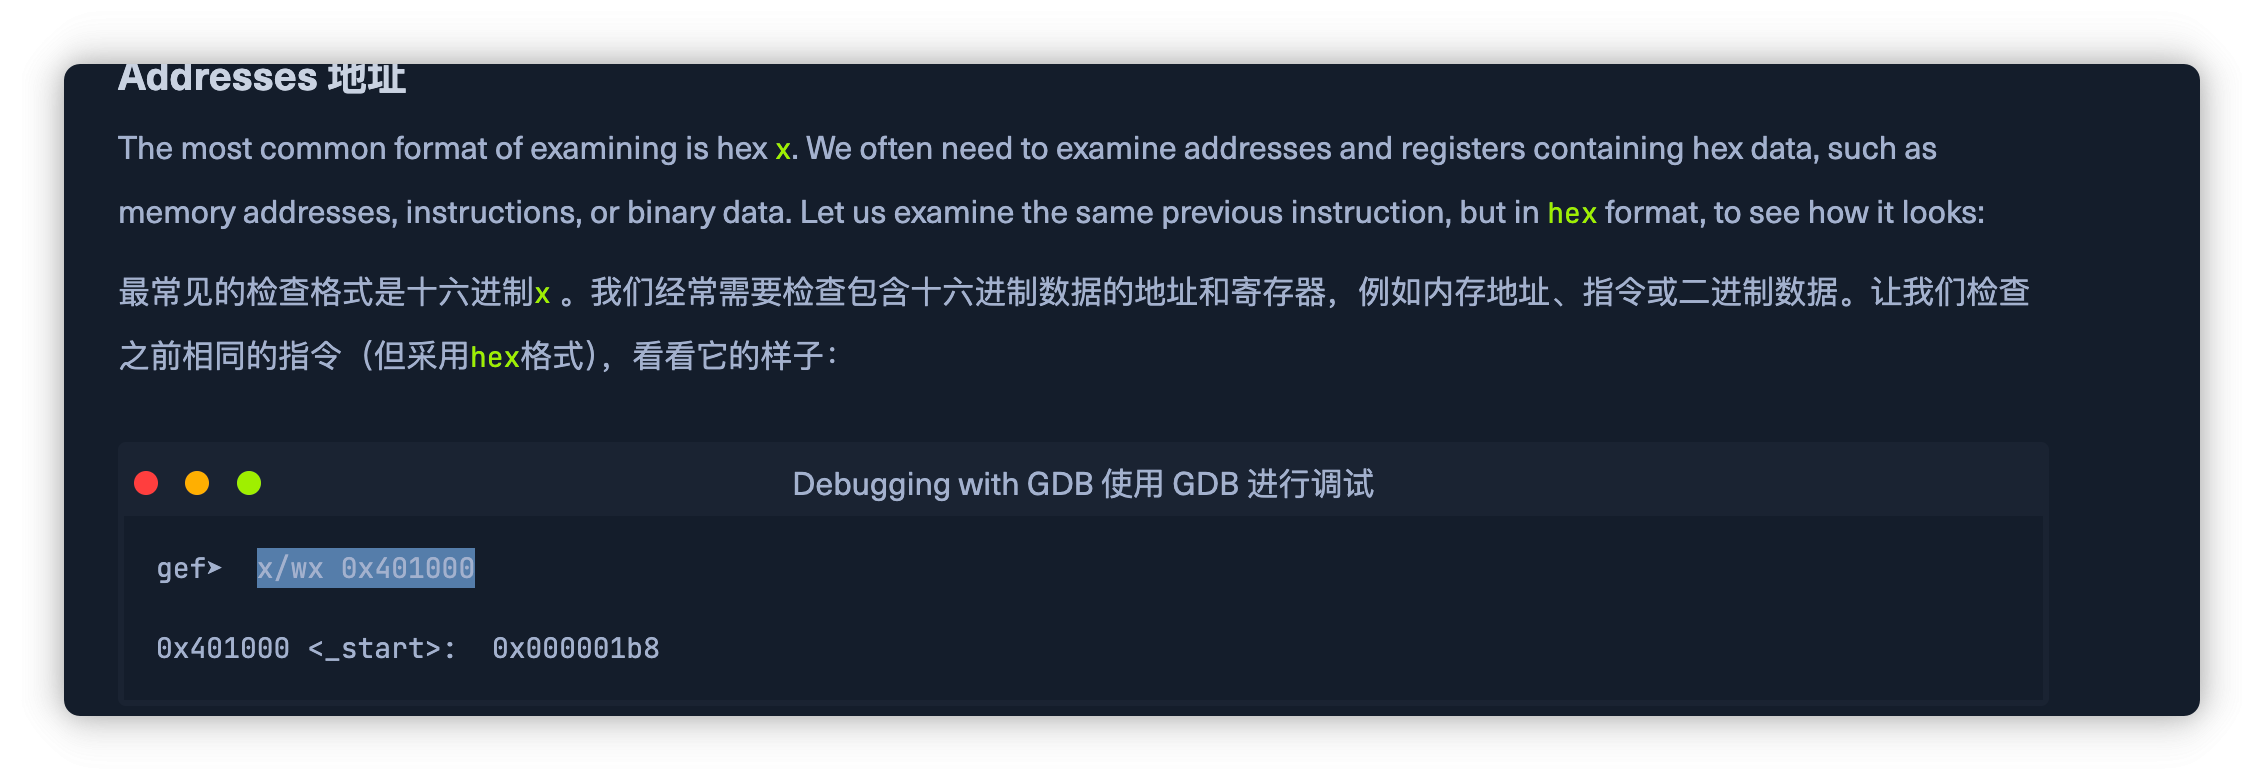 Addresses 地址
The most common format of examining is hex x. We often need to examine addresses and registers containing hex data, such as
memory addresses, instructions, or binary data. Let us examine the same previous instruction, but in hex format, to see how it looks:
最常见的检查格式是十六进制x 。我们经常需要检查包含十六进制数据的地址和寄存器，例如内存地址、指令或二进制数据。让我们检查
之前相同的指令（但采用hex格式），看看它的样子：
Debugging with GDB 使用 GDB 进行调试
gef➤  x/wx 0x401000
0x401000 <_start>:  0x000001b8